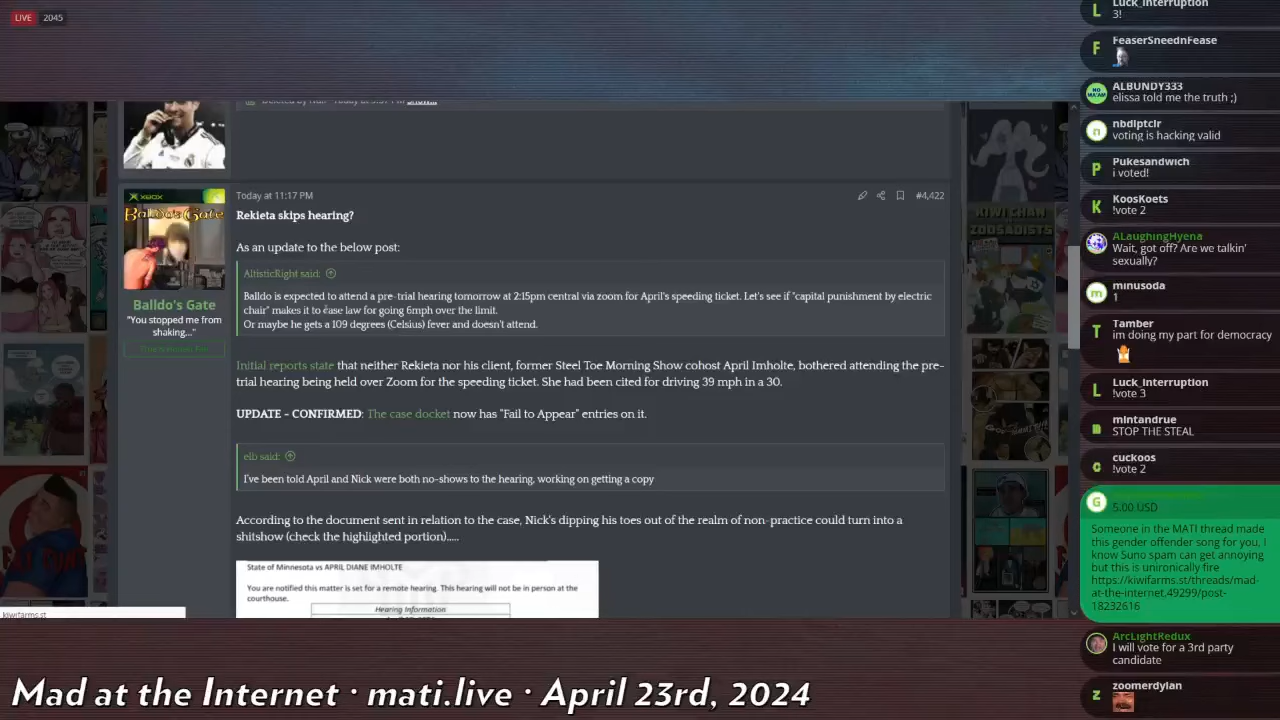 LIVE 2045
Today at 11:17 PM
#4,422
XBOX
Balldo's Gate
Balldo's Gate
"You stopped me from
shaking..."
Rekieta skips hearing?
As an update to the below post:
AltisticRight said:
Balldo is expected to attend a pre-trial hearing tomorrow at 2:15pm central via zoom for April's speeding ticket. Let's see if "capital punishment by electric
chair" makes it to case law for going 6mph over the limit.
Or maybe he gets a 109 degrees (Celsius) fever and doesn't attend.
Initial reports state that neither Rekieta nor his client, former Steel Toe Morning Show cohost April Imholte, bothered attending the pre-
trial hearing being held over Zoom for the speeding ticket. She had been cited for driving 39 mph in a 30.
UPDATE - CONFIRMED: The case docket now has "Fail to Appear" entries on it.
elb said:
I've been told April and Nick were both no-shows to the hearing, working on getting a copy
According to the document sent in relation to the case, Nick's dipping his toes out of the realm of non-practice could turn into a
shitshow (check the highlighted portion).....
State of Minnesota vs APRIL DIANE IMHOLTE
You are notified this matter is set for a remote hearing. This hearing will not be in person at the
courthouse.
Hearing Information
KIWI CHAN
ZOOSADISTS
kiwifarms.st
Mad at the Internet · mati.live · April 23rd, 2024
L
Luck_Interruption
3!
F
FeaserSneednFease
NO MA'AM
ALBUNDY333
elissa told me the truth ;)
n
nbdlptclr
voting is hacking valid
P
Pukesandwich
i voted!
K
KoosKoets
!vote 2
ALaughingHyena
Wait, got off? Are we talkin'
sexually?
m
minusoda
1
T
Tamber
im doing my part for democracy
L
Luck_Interruption
!vote 3
m
mintandrue
STOP THE STEAL
c
cuckoos
!vote 2
G
5.00 USD
Someone in the MATI thread made
this gender offender song for you, I
know Suno spam can get annoying
but this is unironically fire
https://kiwifarms.st/threads/mad-
at-the-internet.49299/post-
18232616
ArcLightRedux
I will vote for a 3rd party
candidate
z
zoomerdylan